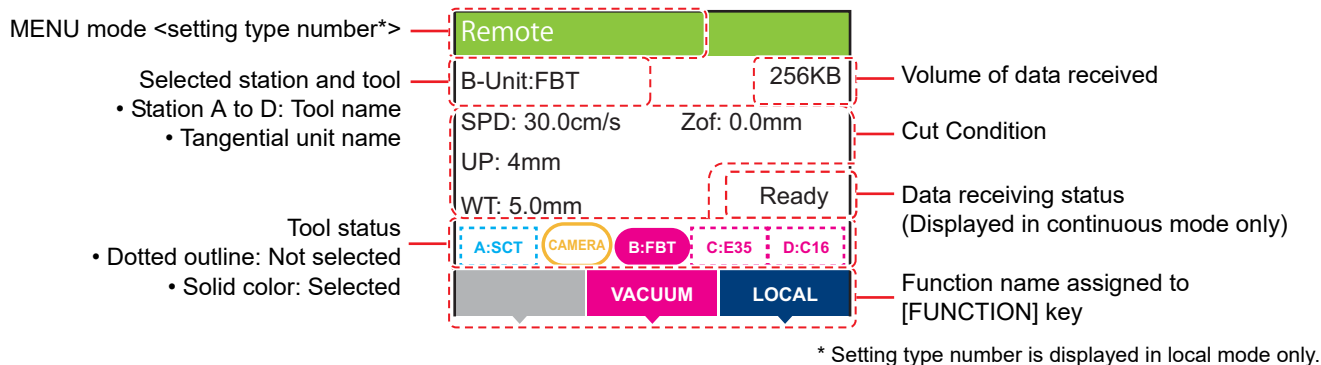 MENU mode <setting type number*>
Remote
Selected station and tool
• Station A to D: Tool name
• Tangential unit name
B-Unit:FBT
256KB
Volume of data received
SPD: 30.0cm/s Zof: 0.0mm
UP: 4mm
WT: 5.0mm
Cut Condition
Ready
Data receiving status
(Displayed in continuous mode only)
Tool status
• Dotted outline: Not selected
• Solid color: Selected
A:SCT CAMERA B:FBT C:E35 D:C16
VACUUM LOCAL
Function name assigned to
[FUNCTION] key
* Setting type number is displayed in local mode only.